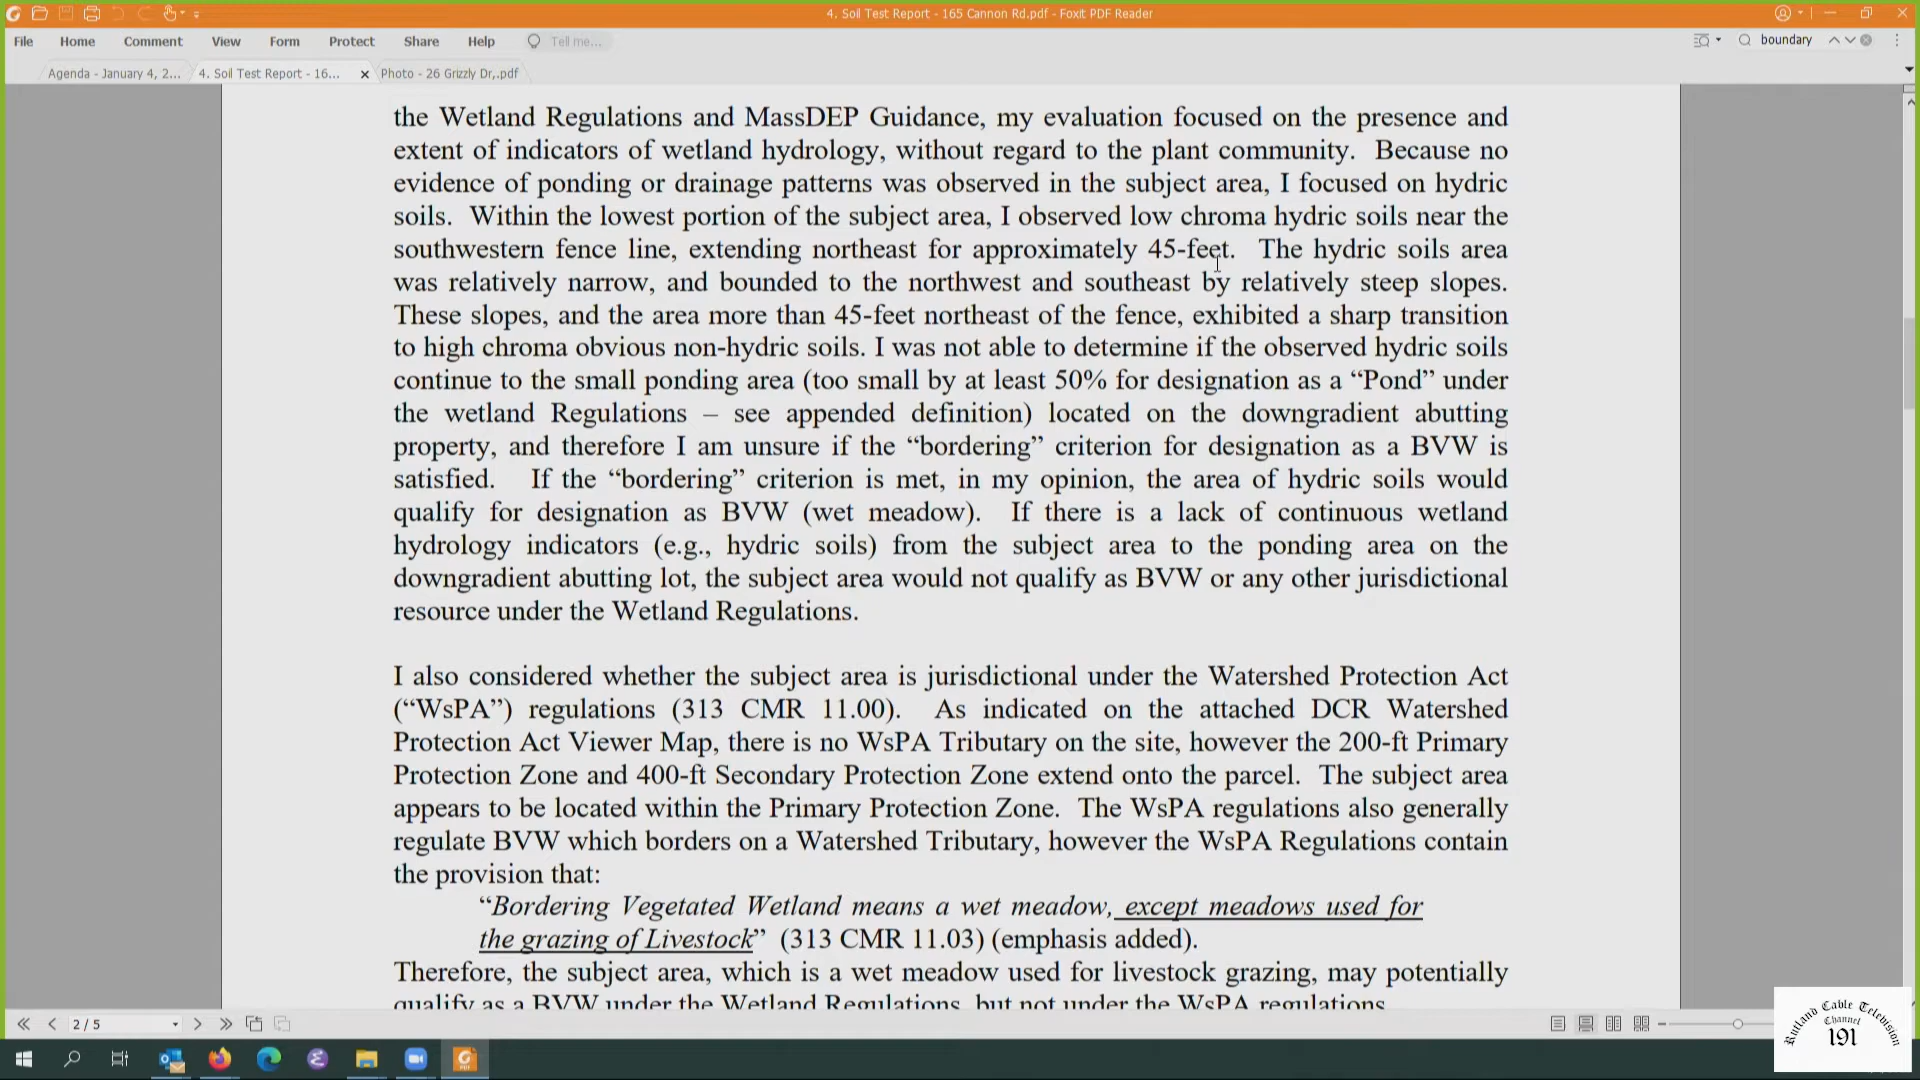 4. Soil Test Report - 165 Cannon Rd.pdf - Foxit PDF Reader
File Home Comment View Form Protect Share Help Tell me... boundary
Agenda - January 4, 2... 4. Soil Test Report - 16... Photo - 26 Grizzly Dr,.pdf
the Wetland Regulations and MassDEP Guidance, my evaluation focused on the presence and
extent of indicators of wetland hydrology, without regard to the plant community. Because no
evidence of ponding or drainage patterns was observed in the subject area, I focused on hydric
soils. Within the lowest portion of the subject area, I observed low chroma hydric soils near the
southwestern fence line, extending northeast for approximately 45-feet. The hydric soils area
was relatively narrow, and bounded to the northwest and southeast by relatively steep slopes.
These slopes, and the area more than 45-feet northeast of the fence, exhibited a sharp transition
to high chroma obvious non-hydric soils. I was not able to determine if the observed hydric soils
continue to the small ponding area (too small by at least 50% for designation as a “Pond” under
the wetland Regulations – see appended definition) located on the downgradient abutting
property, and therefore I am unsure if the “bordering” criterion for designation as a BVW is
satisfied. If the “bordering” criterion is met, in my opinion, the area of hydric soils would
qualify for designation as BVW (wet meadow). If there is a lack of continuous wetland
hydrology indicators (e.g., hydric soils) from the subject area to the ponding area on the
downgradient abutting lot, the subject area would not qualify as BVW or any other jurisdictional
resource under the Wetland Regulations.
I also considered whether the subject area is jurisdictional under the Watershed Protection Act
(“WsPA”) regulations (313 CMR 11.00). As indicated on the attached DCR Watershed
Protection Act Viewer Map, there is no WsPA Tributary on the site, however the 200-ft Primary
Protection Zone and 400-ft Secondary Protection Zone extend onto the parcel. The subject area
appears to be located within the Primary Protection Zone. The WsPA regulations also generally
regulate BVW which borders on a Watershed Tributary, however the WsPA Regulations contain
the provision that:
“Bordering Vegetated Wetland means a wet meadow, except meadows used for
the grazing of Livestock” (313 CMR 11.03) (emphasis added).
Therefore, the subject area, which is a wet meadow used for livestock grazing, may potentially
qualify as a BVW under the Wetland Regulations, but not under the WsPA regulations.
2 / 5
Rutland Cable Television
Channel
191